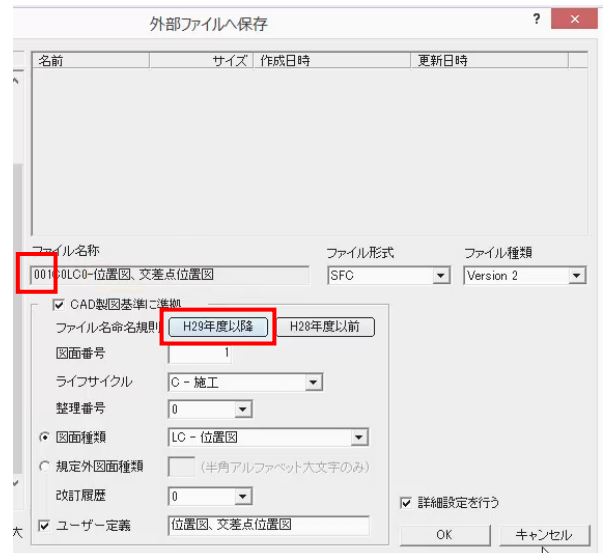 外部ファイルへ保存 ? ×
名前 サイズ 作成日時 更新日時
ファイル名称 ファイル形式 ファイル種類
001C0LC0-位置図、交差点位置図 SFC Version 2
CAD製図基準に準拠
ファイル名命名規則 H29年度以降 H28年度以前
図面番号 1
ライフサイクル C - 施工
整理番号 0
図面種類 LC - 位置図
規定外図面種類 (半角アルファベット大文字のみ)
改訂履歴 0 詳細設定を行う
大 ユーザー定義 位置図、交差点位置図
OK キャンセル